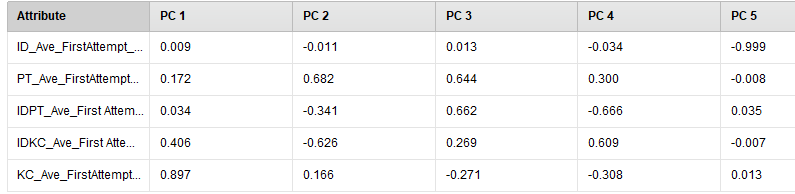 Attribute PC 1 PC 2 PC 3 PC 4 PC 5
ID_Ave_FirstAttempt_... 0.009 -0.011 0.013 -0.034 -0.999
PT_Ave_FirstAttempt... 0.172 0.682 0.644 0.300 -0.008
IDPT_Ave_First Attem... 0.034 -0.341 0.662 -0.666 0.035
IDKC_Ave_First Atte... 0.406 -0.626 0.269 0.609 -0.007
KC_Ave_FirstAttempt... 0.897 0.166 -0.271 -0.308 0.013